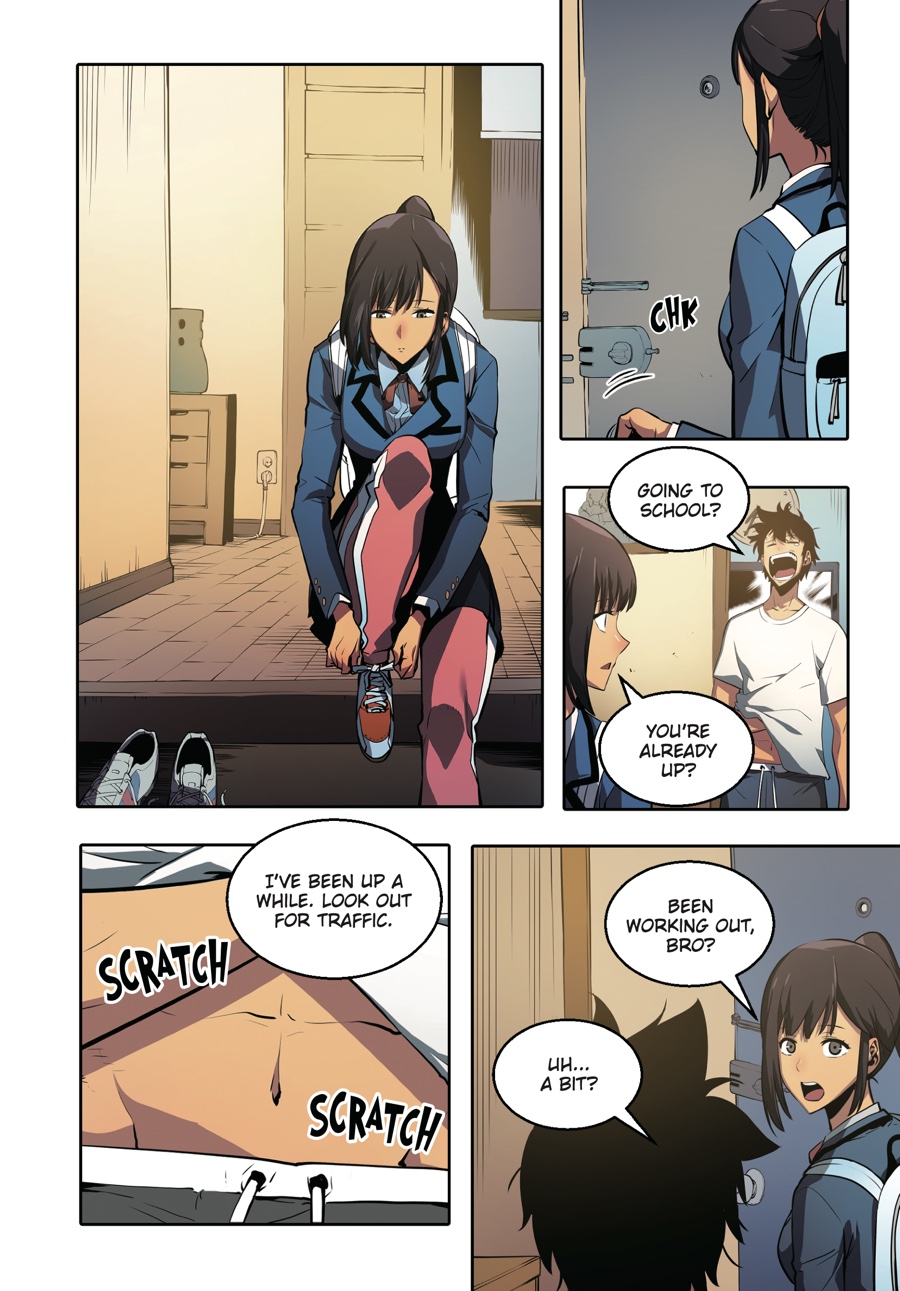 CHK
GOING TO
SCHOOL?
YOU'RE
ALREADY
UP?
I'VE BEEN UP A
WHILE. LOOK OUT
FOR TRAFFIC.
SCRATCH
SCRATCH
BEEN
WORKING OUT,
BRO?
UH...
A BIT?